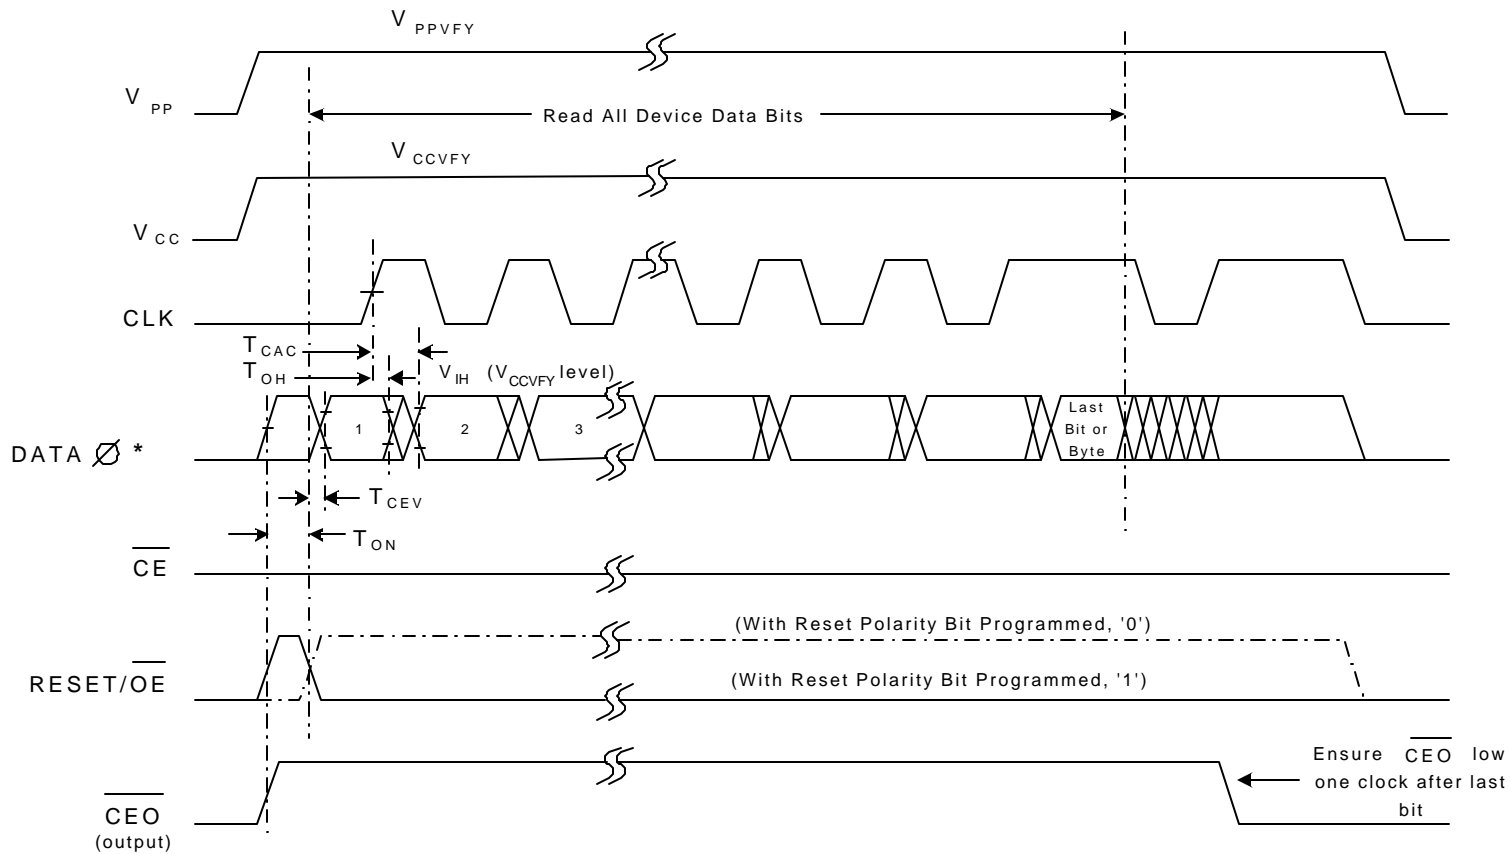 V PPVFY
V PP
Read All Device Data Bits
V CCVFY
V CC
CLK
T CAC
T OH
V IH (V CCVFY level)
DATA Ø *
1
2
3
Last
Bit or
Byte
T CEV
T ON
CE
(With Reset Polarity Bit Programmed, '0')
RESET/OE
(With Reset Polarity Bit Programmed, '1')
Ensure CEO low
one clock after last
bit
CEO
(output)